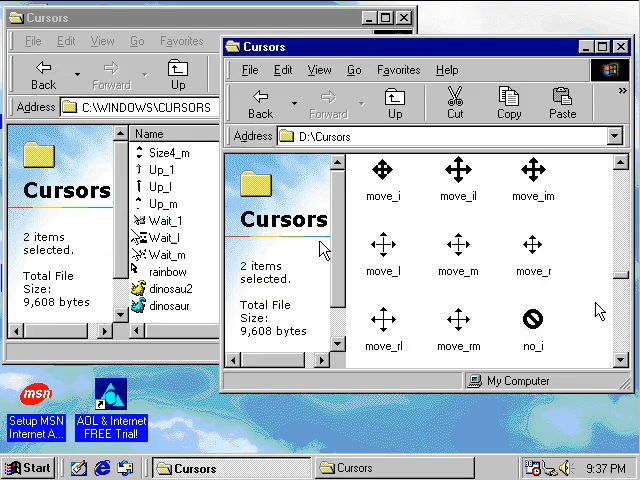 Cursors
File Edit View Go Favorites
Back Forward Up
Address C:\WINDOWS\CURSORS
Cursors
2 items
selected.
Total File
Size:
9,608 bytes
Name
Size4_m
Up_1
Up_l
Up_m
Wait_1
Wait_l
Wait_m
rainbow
dinosau2
dinosaur
Cursors
File Edit View Go Favorites Help
Back Forward Up Cut Copy Paste
Address D:\Cursors
Cursors
2 items
selected.
Total File
Size:
9,608 bytes
move_i move_il move_im
move_l move_m move_r
move_rl move_rm no_i
My Computer
msn
Setup MSN
Internet A...
AOL & Internet
FREE Trial!
Start Cursors Cursors 9:37 PM